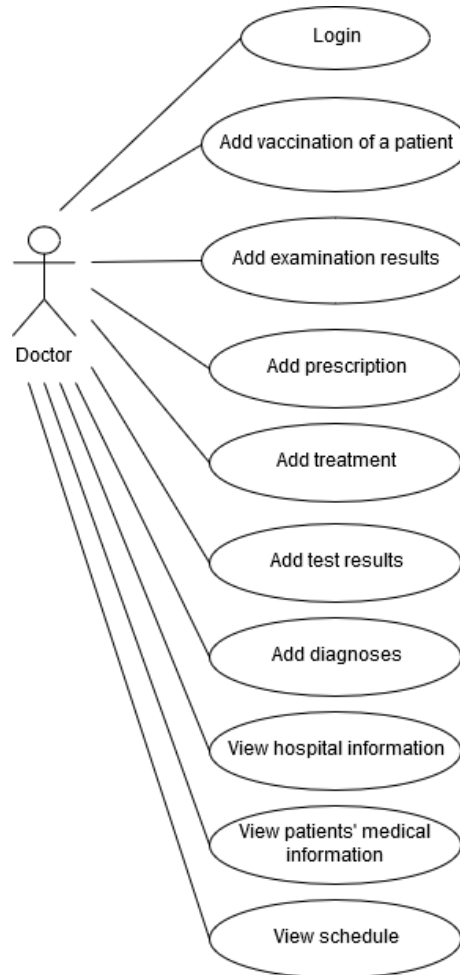 Login
Add vaccination of a patient
Add examination results
Doctor
Add prescription
Add treatment
Add test results
Add diagnoses
View hospital information
View patients' medical
information
View schedule